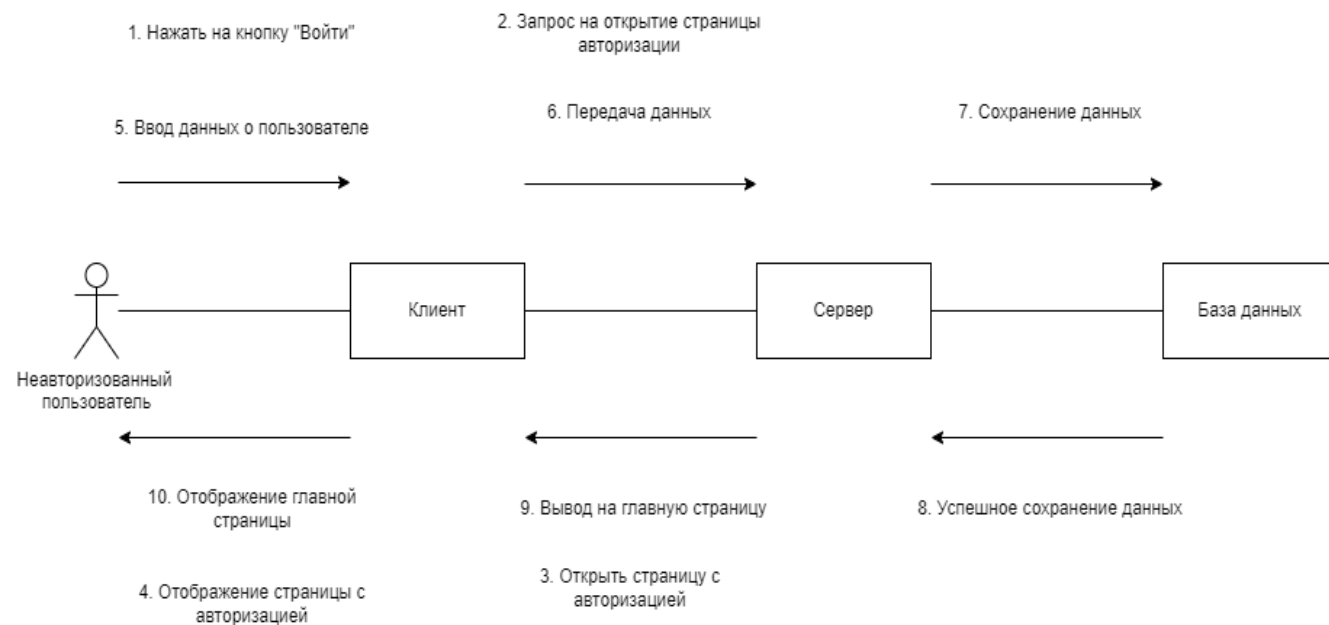 1. Нажать на кнопку "Войти"
2. Запрос на открытие страницы
авторизации
5. Ввод данных о пользователе
6. Передача данных
7. Сохранение данных
Клиент
Сервер
База данных
Неавторизованный
пользователь
10. Отображение главной
страницы
9. Вывод на главную страницу
8. Успешное сохранение данных
4. Отображение страницы с
авторизацией
3. Открыть страницу с
авторизацией